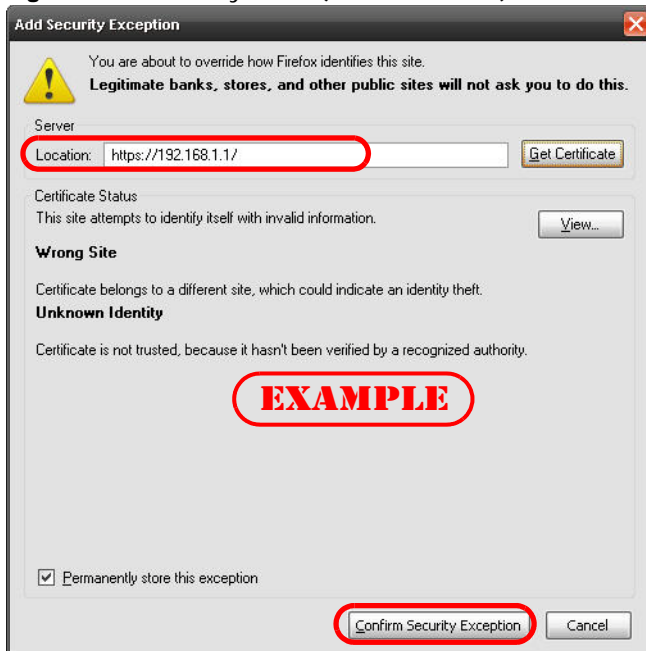 Add Security Exception
You are about to override how Firefox identifies this site.
Legitimate banks, stores, and other public sites will not ask you to do this.
Server
Location: https://192.168.1.1/ Get Certificate
Certificate Status
This site attempts to identify itself with invalid information.
View...
Wrong Site
Certificate belongs to a different site, which could indicate an identity theft.
Unknown Identity
Certificate is not trusted, because it hasn't been verified by a recognized authority.
EXAMPLE
Permanently store this exception
Confirm Security Exception Cancel